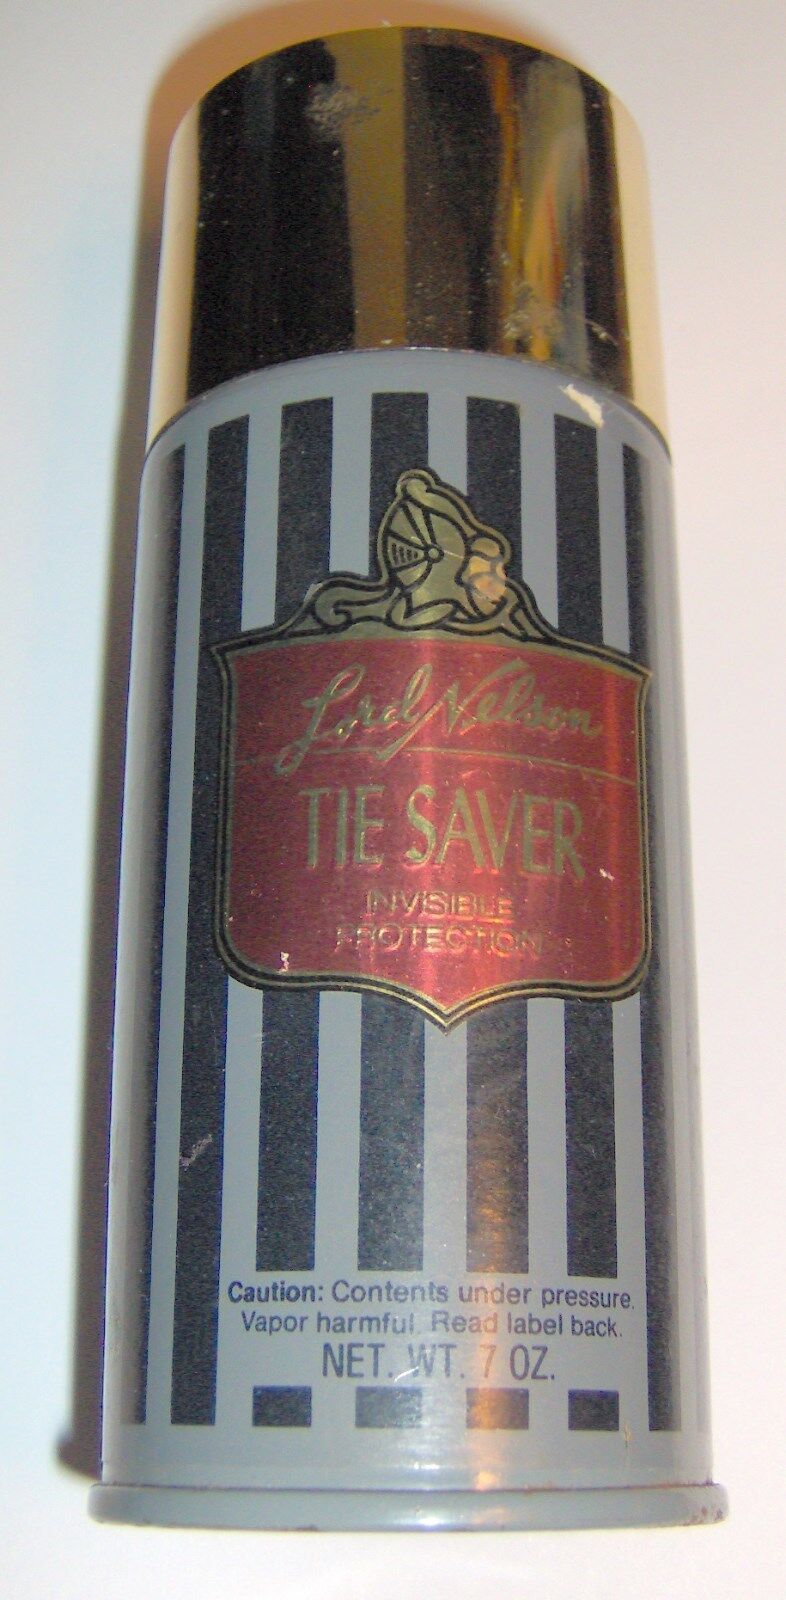 Lord Nelson
TIE SAVER
INVISIBLE
PROTECTION
Caution: Contents under pressure.
Vapor harmful. Read label back.
NET. WT. 7 OZ.